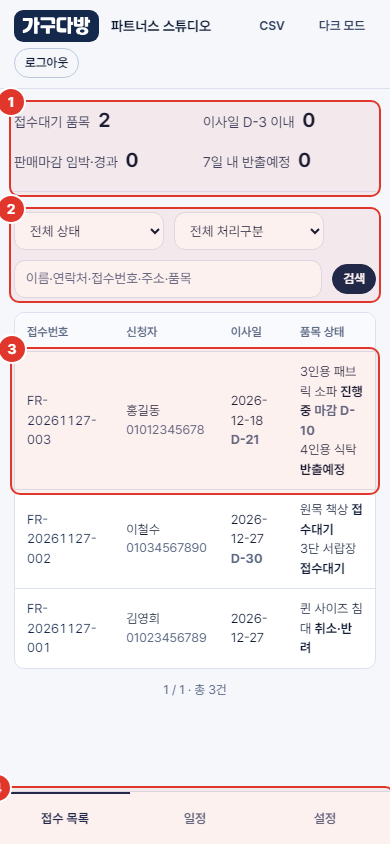 가구다방 파트너스 스튜디오 CSV 다크 모드
로그아웃
1
접수대기 품목 2 이사일 D-3 이내 0
판매마감 임박·경과 0 7일 내 반출예정 0
2
전체 상태 전체 처리구분
이름·연락처·접수번호·주소·품목 검색
접수번호 신청자 이사일 품목 상태
3
FR-
20261127-
003
홍길동
01012345678
2026-
12-18
D-21
3인용 패브
릭 소파 진행
중 마감 D-
10
4인용 식탁
반출예정
FR-
20261127-
002
이철수
01034567890
2026-
12-27
D-30
원목 책상 접
수대기
3단 서랍장
접수대기
FR-
20261127-
001
김영희
01023456789
2026-
12-27
퀸 사이즈 침
대 취소·반
려
1 / 1 · 총 3건
접수 목록 일정 설정